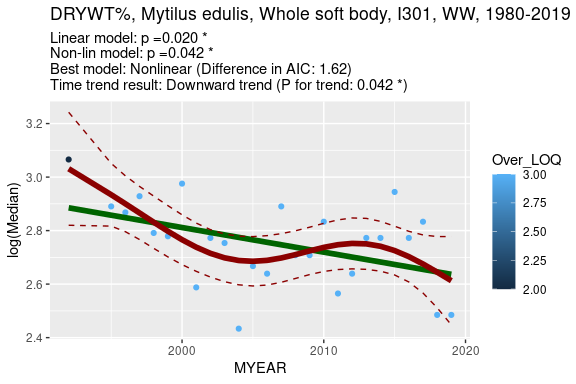 DRYWT%, Mytilus edulis, Whole soft body, I301, WW, 1980-2019
Linear model: p =0.020 *
Non-lin model: p =0.042 *
Best model: Nonlinear (Difference in AIC: 1.62)
Time trend result: Downward trend (P for trend: 0.042 *)
3.2
3.0
2.8
2.6
2.4
log(Median)
2000
2010
2020
MYEAR
Over_LOQ
3.00
2.75
2.50
2.25
2.00